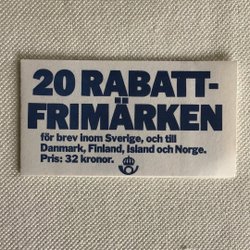 20 RABATT-
FRIMÄRKEN
för brev inom Sverige, och till
Danmark, Finland, Island och Norge.
Pris: 32 kronor.